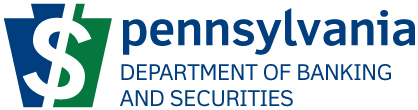 $
pennsylvania
DEPARTMENT OF BANKING
AND SECURITIES